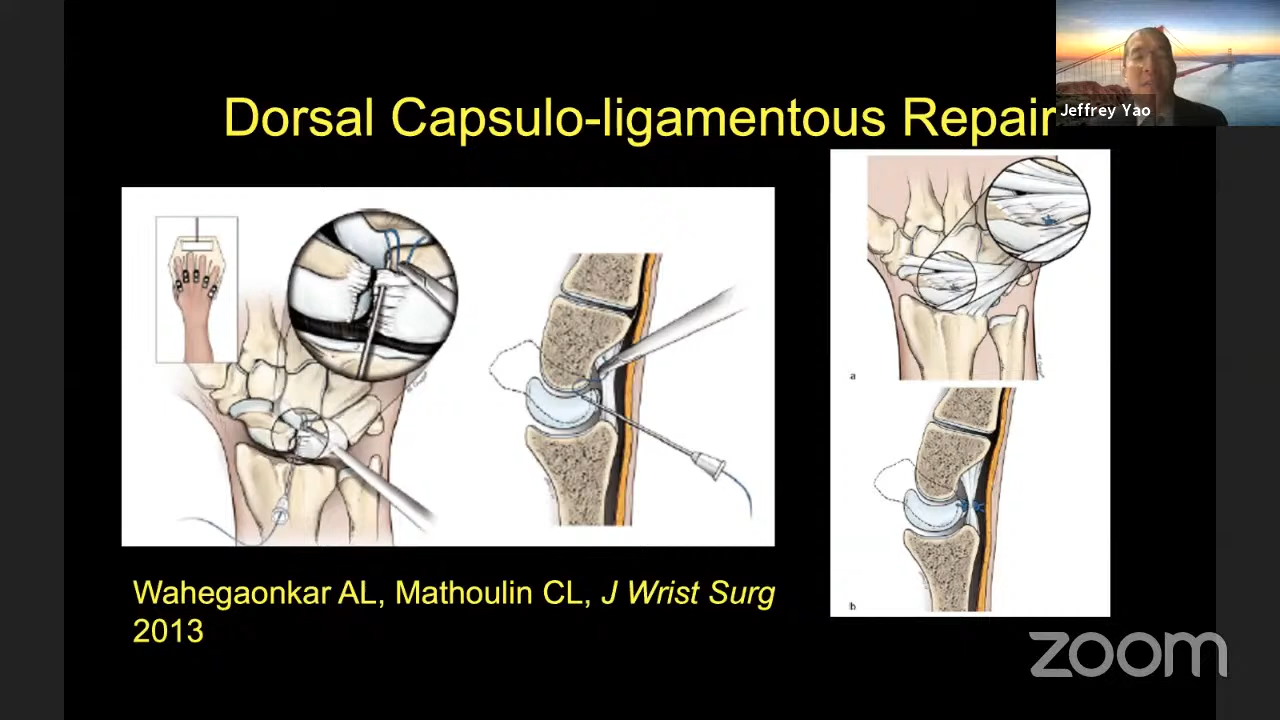 Dorsal Capsulo-ligamentous Repair
Jeffrey Yao
a
b
Wahegaonkar AL, Mathoulin CL, J Wrist Surg
2013
zoom